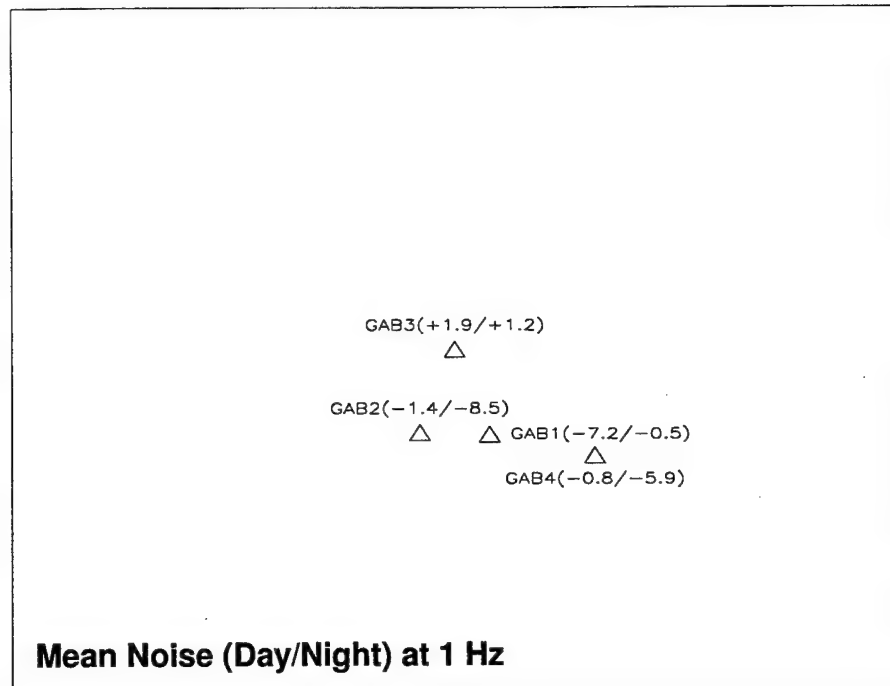 GAB3(+1.9/+1.2)
GAB2(−1.4/−8.5)
GAB1(−7.2/−0.5)
GAB4(−0.8/−5.9)
Mean Noise (Day/Night) at 1 Hz